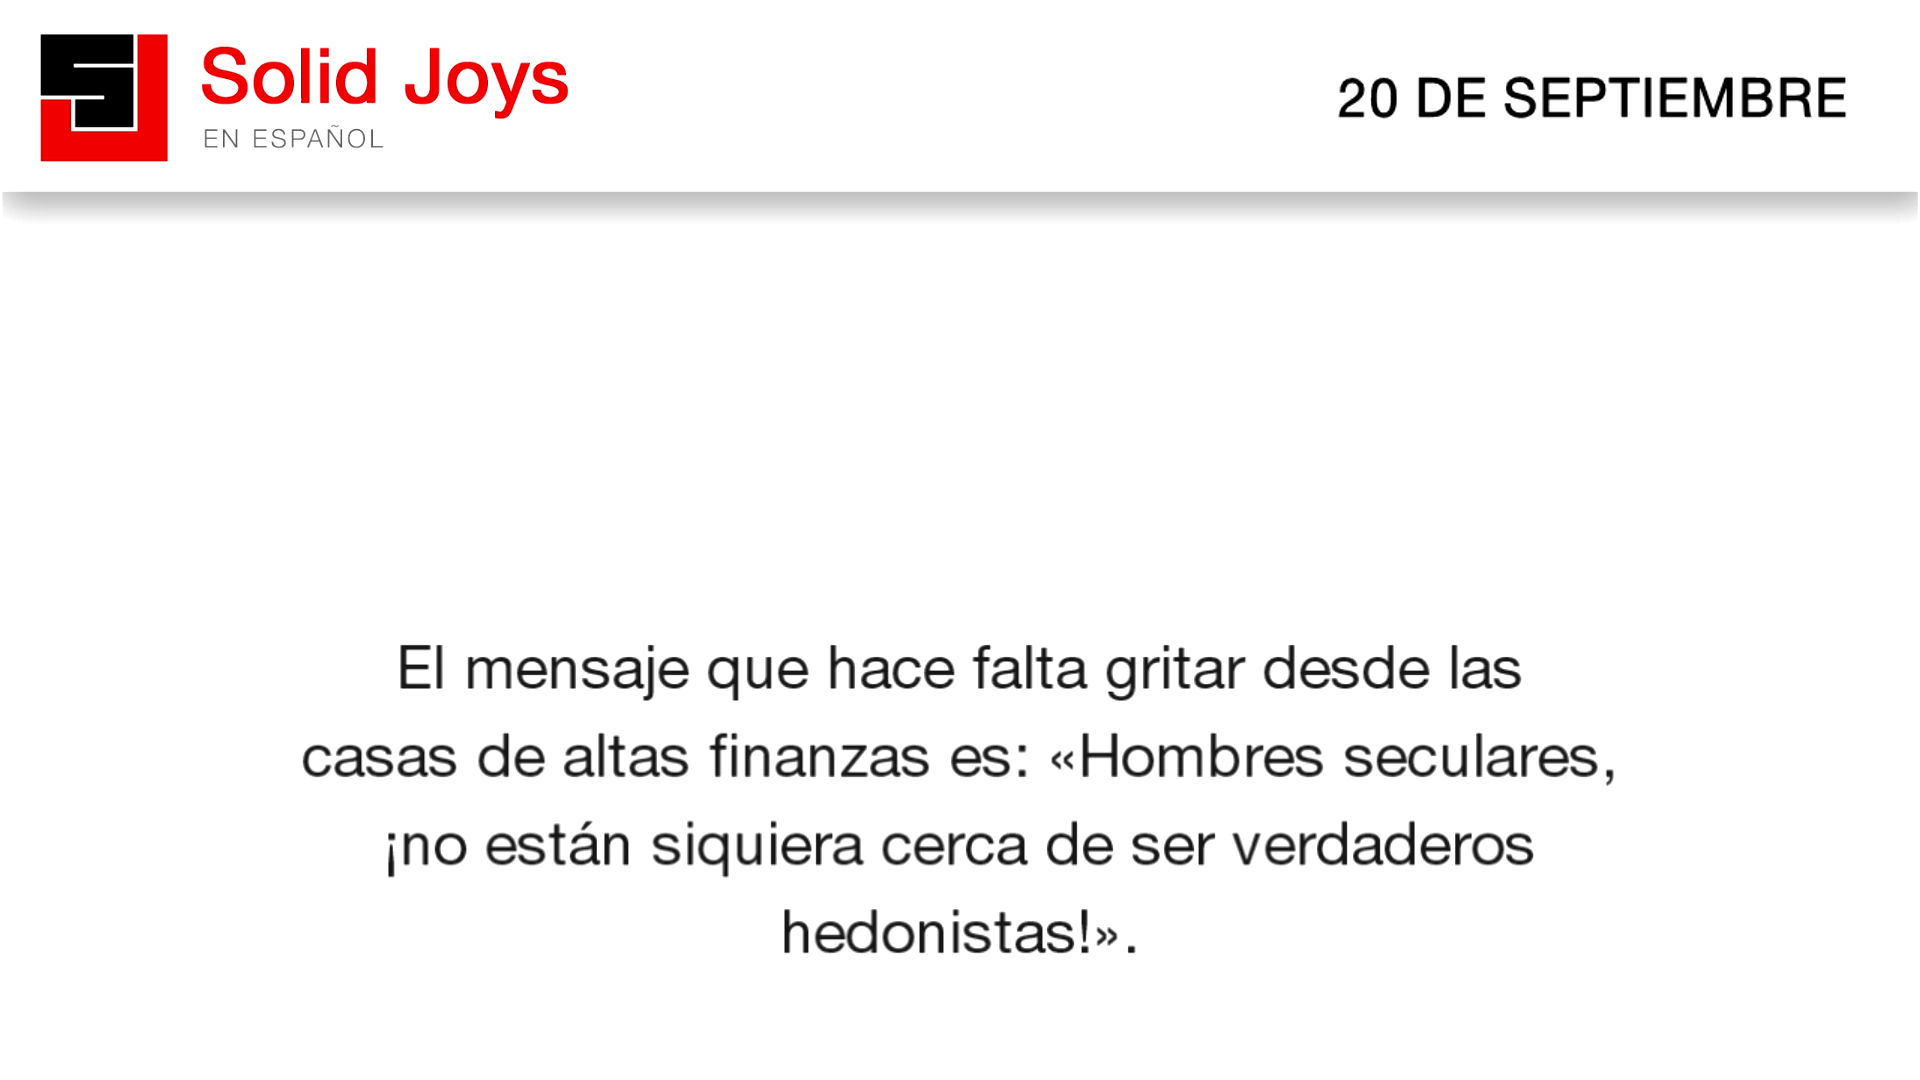 Solid Joys
EN ESPAÑOL
20 DE SEPTIEMBRE
El mensaje que hace falta gritar desde las
casas de altas finanzas es: «Hombres seculares,
¡no están siquiera cerca de ser verdaderos
hedonistas!».